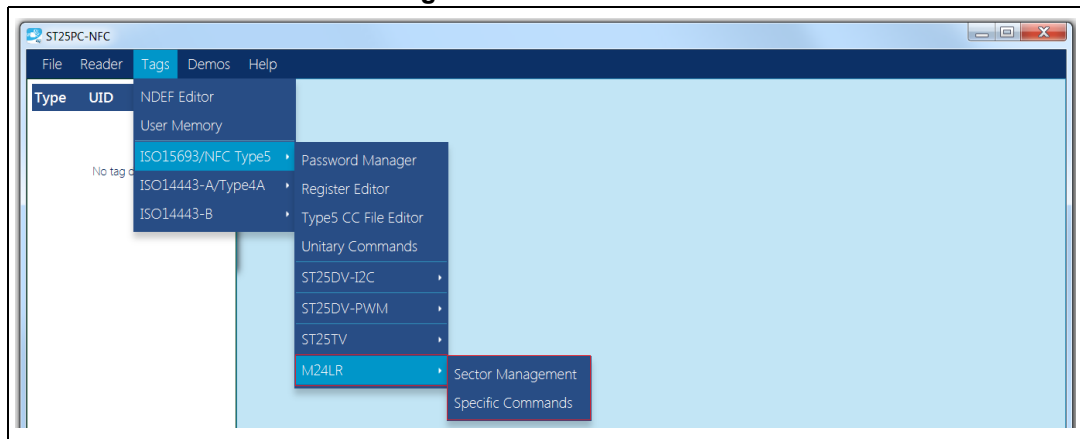 ST25PC-NFC
File Reader Tags Demos Help
Type UID
NDEF Editor
User Memory
No tag
ISO15693/NFC Type5
ISO14443-A/Type4A
ISO14443-B
Password Manager
Register Editor
Type5 CC File Editor
Unitary Commands
ST25DV-I2C
ST25DV-PWM
ST25TV
M24LR
Sector Management
Specific Commands